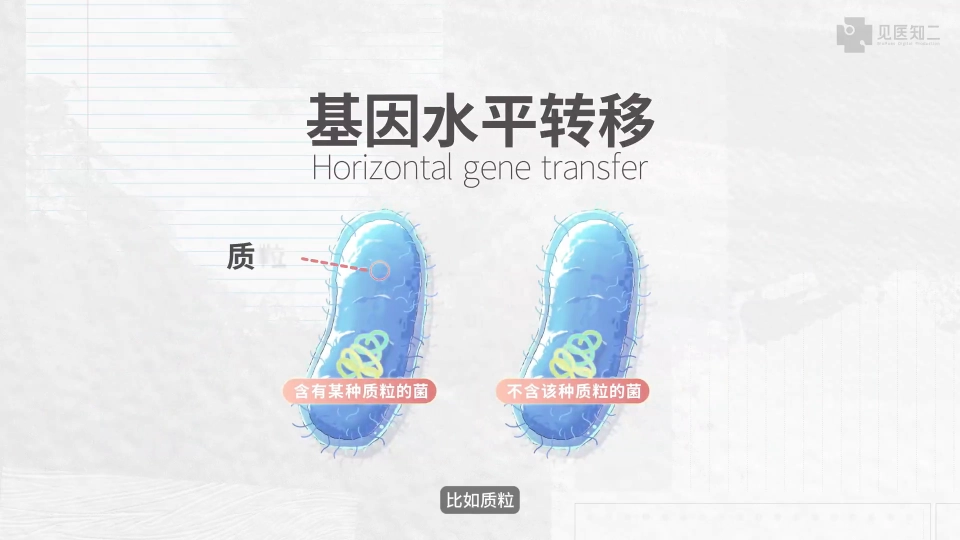 见医知二
基因水平转移
Horizontal gene transfer
质粒
含有某种质粒的菌
不含该种质粒的菌
比如质粒